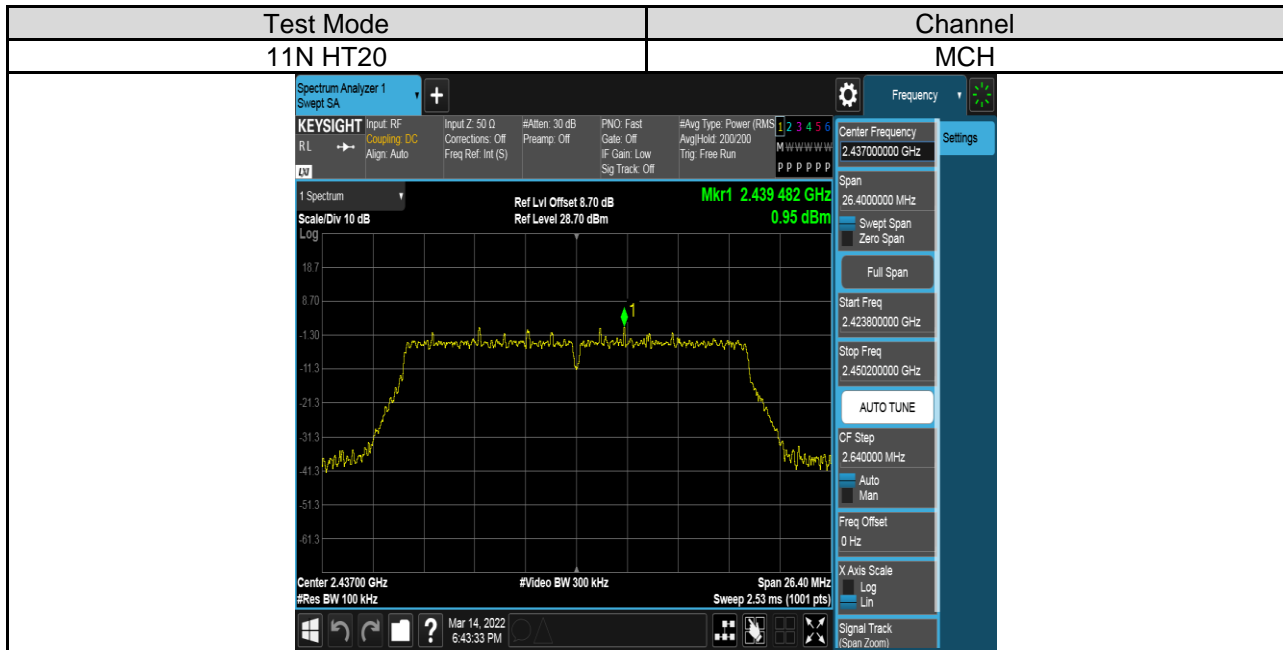 Test Mode Channel
11N HT20 MCH
Spectrum Analyzer 1
Swept SA
+
Frequency
KEYSIGHT Input: RF Input Z: 50 Ω #Atten: 30 dB PNO: Fast #Avg Type: Power (RMS 1 2 3 4 5 6
RL Coupling: DC Corrections: Off Preamp: Off Gate: Off Avg|Hold: 200/200 M W W W W W
Align: Auto Freq Ref: Int (S) IF Gain: Low Trig: Free Run
LXI Sig Track: Off P P P P P P
1 Spectrum
Ref Lvl Offset 8.70 dB Mkr1 2.439 482 GHz
Scale/Div 10 dB Ref Level 28.70 dBm 0.95 dBm
Log
18.7
8.70
1
-1.30
-11.3
-21.3
-31.3
-41.3
-51.3
-61.3
Center 2.43700 GHz #Video BW 300 kHz Span 26.40 MHz
#Res BW 100 kHz Sweep 2.53 ms (1001 pts)
Center Frequency
2.437000000 GHz
Settings
Span
26.4000000 MHz
Swept Span
Zero Span
Full Span
Start Freq
2.423800000 GHz
Stop Freq
2.450200000 GHz
AUTO TUNE
CF Step
2.640000 MHz
Auto
Man
Freq Offset
0 Hz
X Axis Scale
Log
Lin
Signal Track
(Span Zoom)
?
Mar 14, 2022
6:43:33 PM